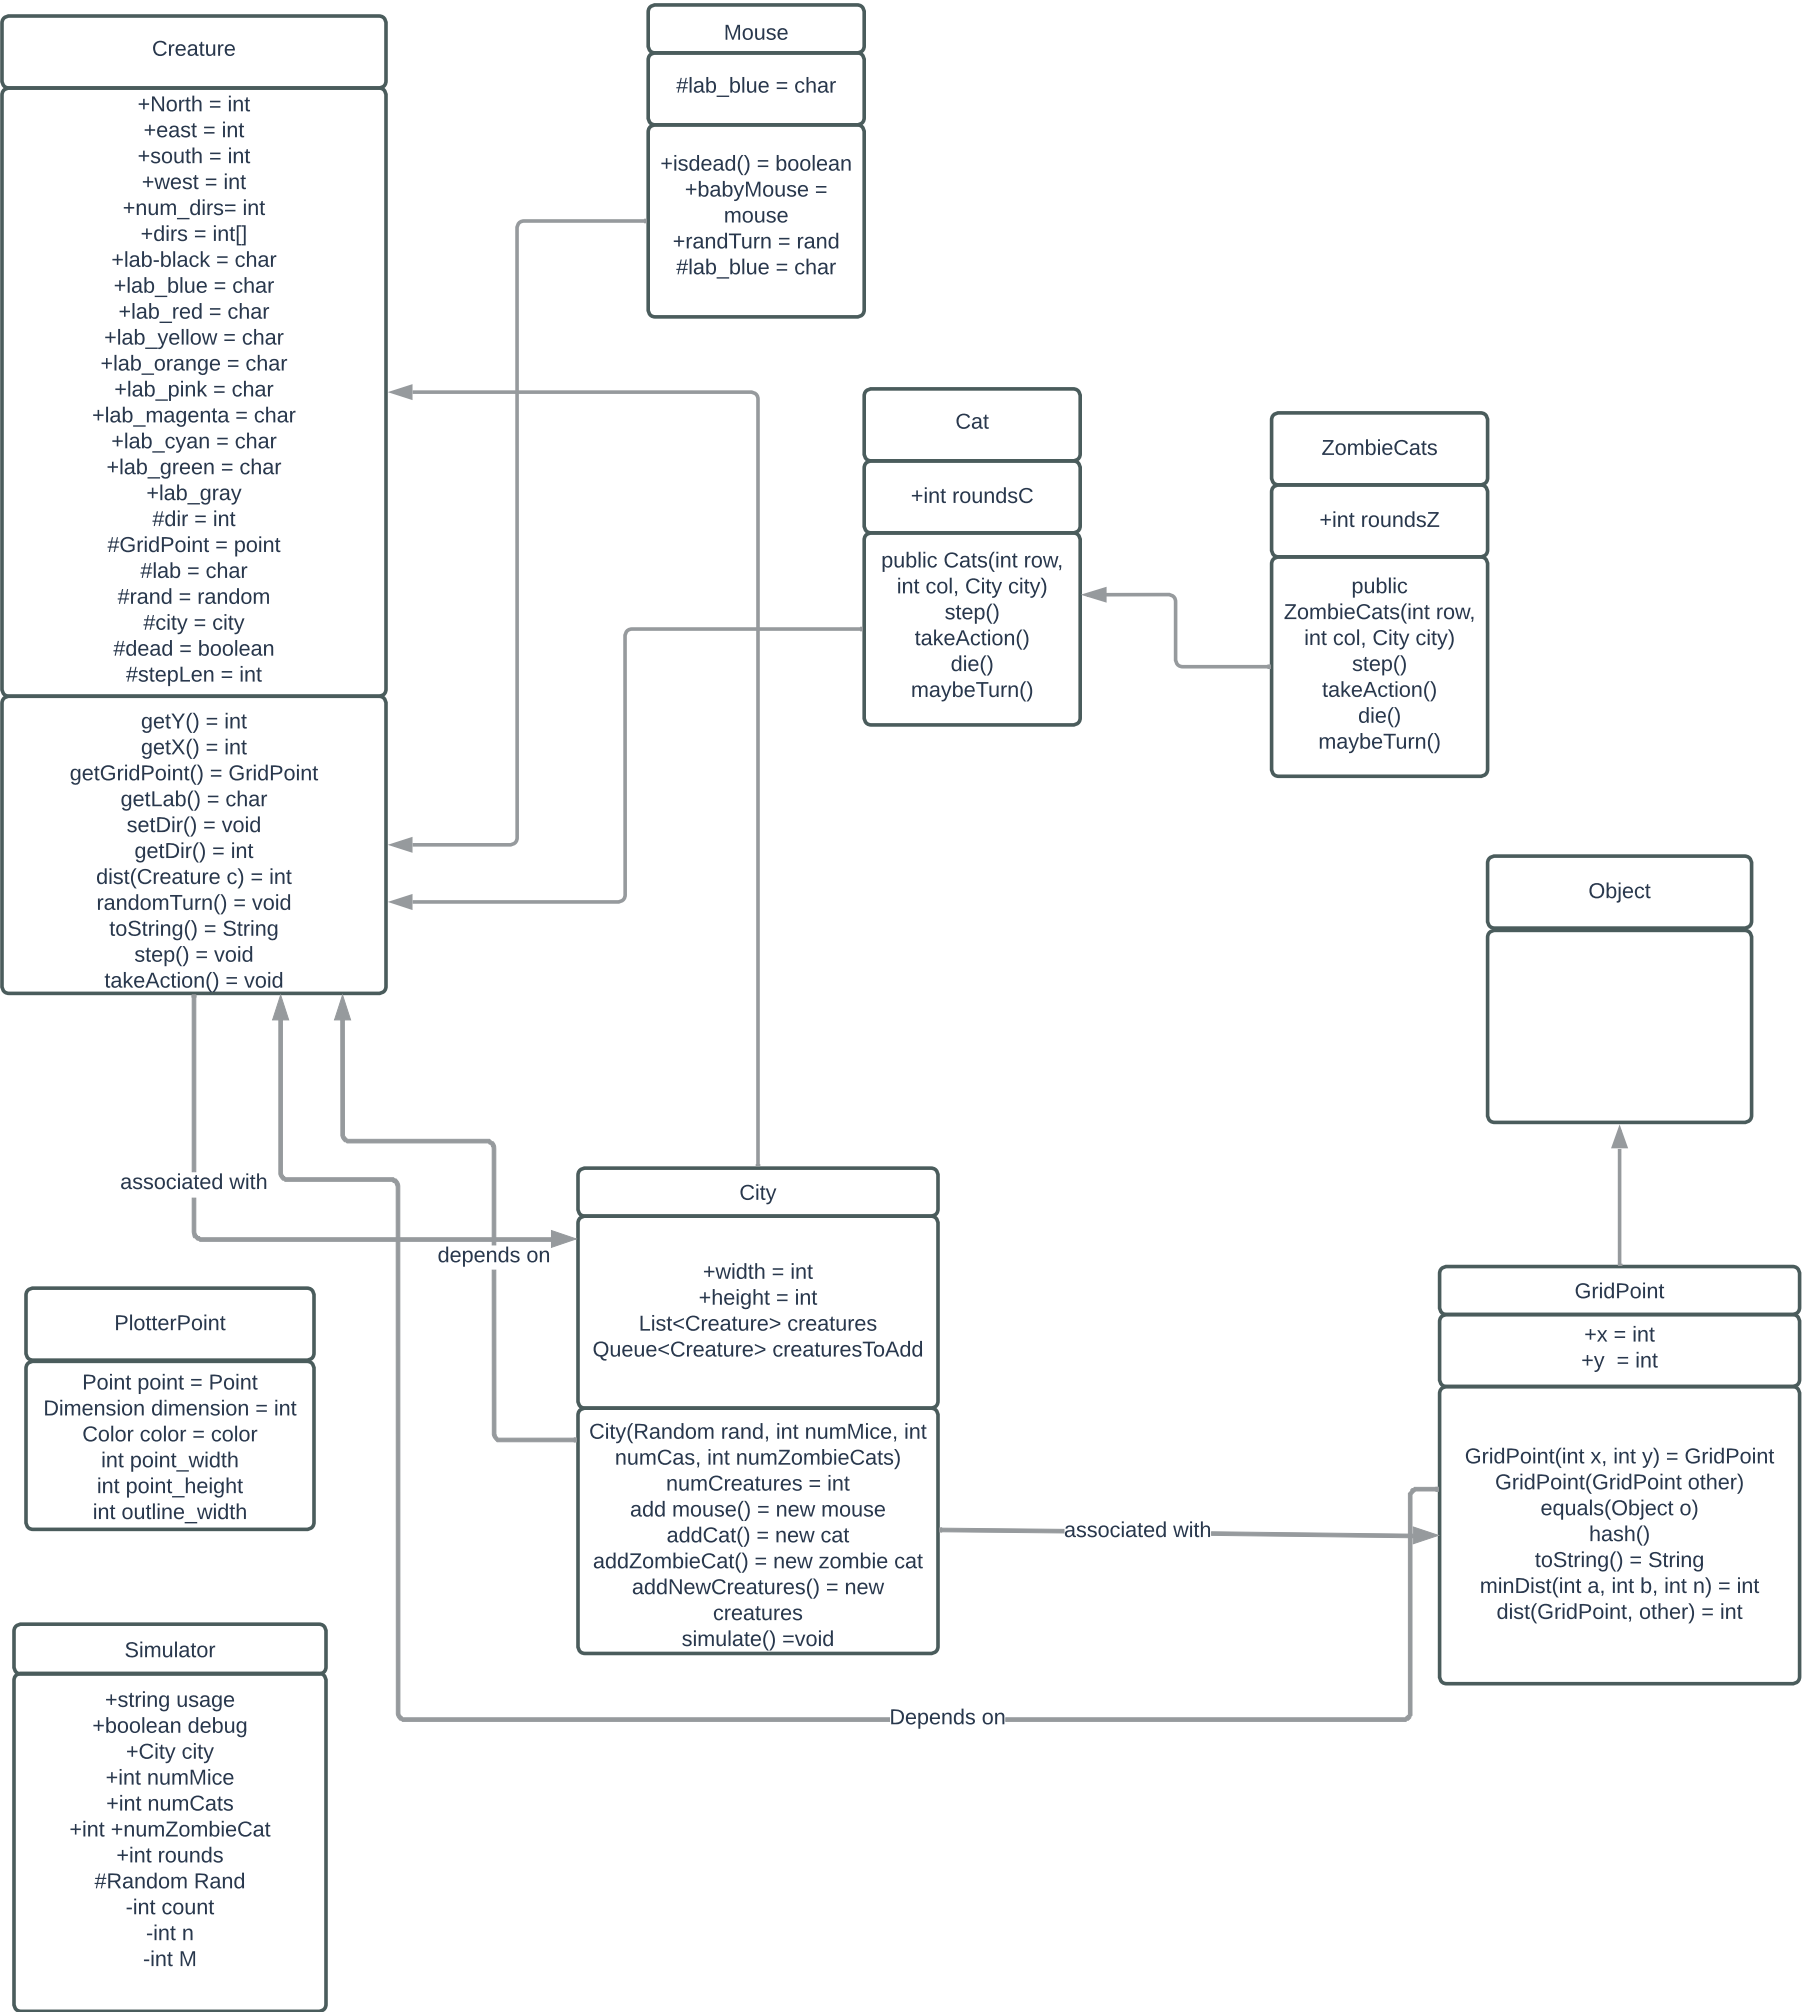 Creature
+North = int
+east = int
+south = int
+west = int
+num_dirs= int
+dirs = int[]
+lab-black = char
+lab_blue = char
+lab_red = char
+lab_yellow = char
+lab_orange = char
+lab_pink = char
+lab_magenta = char
+lab_cyan = char
+lab_green = char
+lab_gray
#dir = int
#GridPoint = point
#lab = char
#rand = random
#city = city
#dead = boolean
#stepLen = int
getY() = int
getX() = int
getGridPoint() = GridPoint
getLab() = char
setDir() = void
getDir() = int
dist(Creature c) = int
randomTurn() = void
toString() = String
step() = void
takeAction() = void
Mouse
#lab_blue = char
+isdead() = boolean
+babyMouse =
mouse
+randTurn = rand
#lab_blue = char
Cat
+int roundsC
public Cats(int row,
int col, City city)
step()
takeAction()
die()
maybeTurn()
ZombieCats
+int roundsZ
public
ZombieCats(int row,
int col, City city)
step()
takeAction()
die()
maybeTurn()
Object
associated with
depends on
City
+width = int
+height = int
List<Creature> creatures
Queue<Creature> creaturesToAdd
City(Random rand, int numMice, int
numCas, int numZombieCats)
numCreatures = int
add mouse() = new mouse
addCat() = new cat
addZombieCat() = new zombie cat
addNewCreatures() = new
creatures
simulate() =void
associated with
GridPoint
+x = int
+y  = int
GridPoint(int x, int y) = GridPoint
GridPoint(GridPoint other)
equals(Object o)
hash()
toString() = String
minDist(int a, int b, int n) = int
dist(GridPoint, other) = int
Depends on
PlotterPoint
Point point = Point
Dimension dimension = int
Color color = color
int point_width
int point_height
int outline_width
Simulator
+string usage
+boolean debug
+City city
+int numMice
+int numCats
+int +numZombieCat
+int rounds
#Random Rand
-int count
-int n
-int M